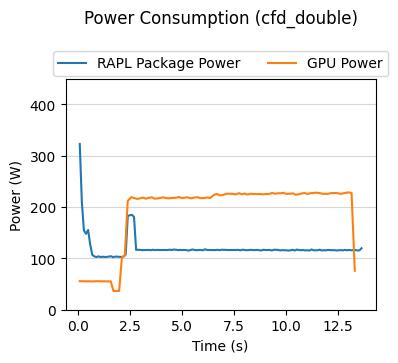 Power Consumption (cfd_double)
RAPL Package Power GPU Power
400
300
200
100
0
Power (W)
0.0 2.5 5.0 7.5 10.0 12.5
Time (s)